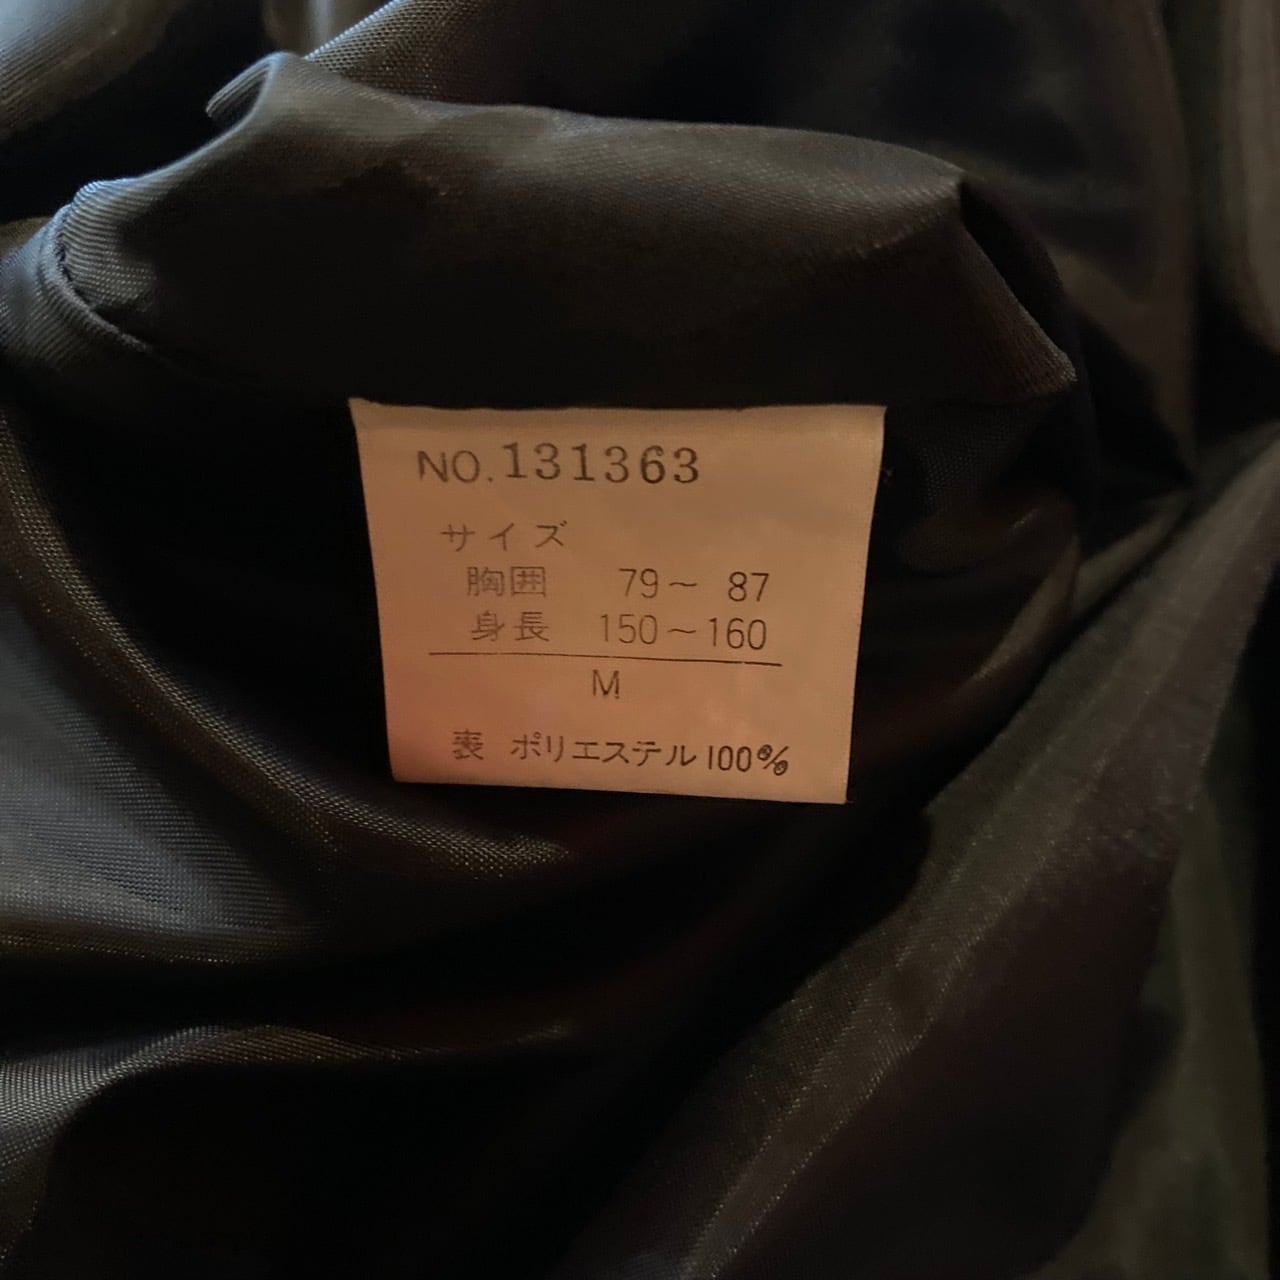 NO.131363
サイズ
胸囲 79～ 87
身長 150～160
M
表 ポリエステル100%